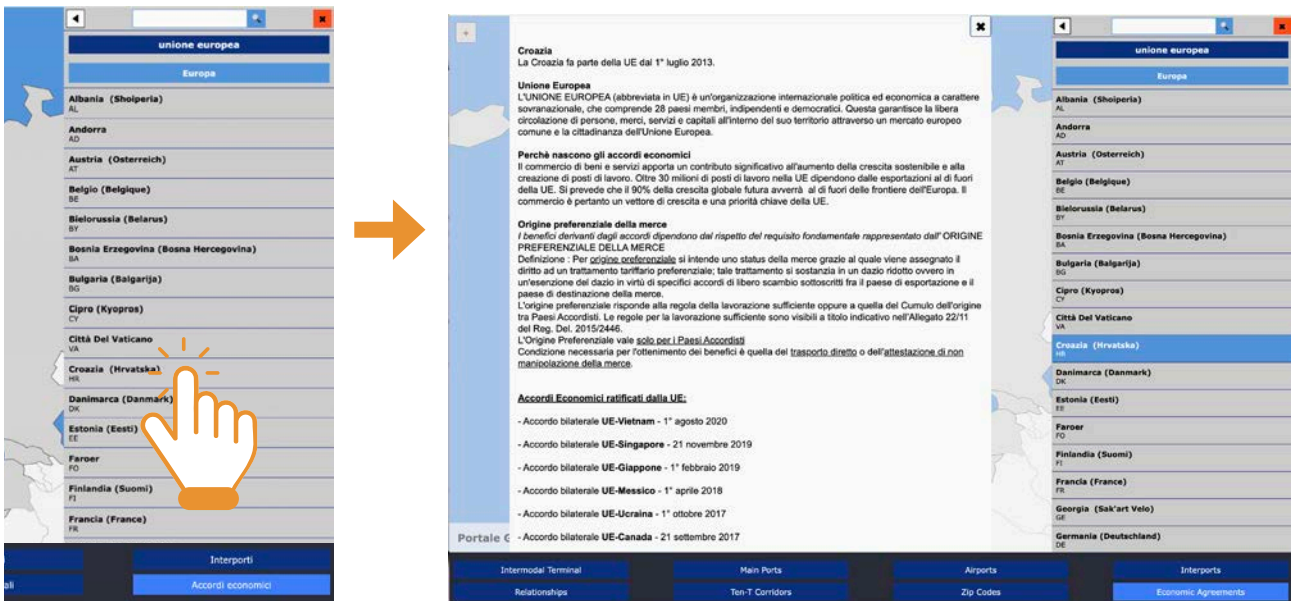 unione europea
Europa
Albania (Shoiperia)
AL
Andorra
AD
Austria (Osterreich)
AT
Belgio (Belgique)
BE
Bielorussia (Belarus)
BY
Bosnia Erzegovina (Bosna Hercegovina)
BA
Bulgaria (Balgarija)
BG
Cipro (Kyopros)
CY
Città Del Vaticano
VA
Croazia (Hrvatska)
HR
Danimarca (Danmark)
DK
Estonia (Eesti)
EE
Faroer
FO
Finlandia (Suomi)
FI
Francia (France)
FR
Interporti
ali
Accordi economici
Croazia
La Croazia fa parte della UE dal 1° luglio 2013.
Unione Europea
L'UNIONE EUROPEA (abbreviata in UE) è un'organizzazione internazionale politica ed economica a carattere
sovranazionale, che comprende 28 paesi membri, indipendenti e democratici. Questa garantisce la libera
circolazione di persone, merci, servizi e capitali all'interno del suo territorio attraverso un mercato europeo
comune e la cittadinanza dell'Unione Europea.
Perchè nascono gli accordi economici
Il commercio di beni e servizi apporta un contributo significativo all'aumento della crescita sostenibile e alla
creazione di posti di lavoro. Oltre 30 milioni di posti di lavoro nella UE dipendono dalle esportazioni al di fuori
della UE. Si prevede che il 90% della crescita globale futura avverrà al di fuori delle frontiere dell'Europa. Il
commercio è pertanto un vettore di crescita e una priorità chiave della UE.
Origine preferenziale della merce
I benefici derivanti dagli accordi dipendono dal rispetto del requisito fondamentale rappresentato dall' ORIGINE
PREFERENZIALE DELLA MERCE
Definizione : Per origine preferenziale si intende uno status della merce grazie al quale viene assegnato il
diritto ad un trattamento tariffario preferenziale; tale trattamento si sostanzia in un dazio ridotto ovvero in
un'esenzione del dazio in virtù di specifici accordi di libero scambio sottoscritti fra il paese di esportazione e il
paese di destinazione della merce.
L'origine preferenziale risponde alla regola della lavorazione sufficiente oppure a quella del Cumulo dell'origine
tra Paesi Accordisti. Le regole per la lavorazione sufficiente sono visibili a titolo indicativo nell'Allegato 22/11
del Reg. Del. 2015/2446.
L'Origine Preferenziale vale solo per i Paesi Accordisti
Condizione necessaria per l'ottenimento dei benefici è quella del trasporto diretto o dell'attestazione di non
manipolazione della merce.
Accordi Economici ratificati dalla UE:
- Accordo bilaterale UE-Vietnam - 1° agosto 2020
- Accordo bilaterale UE-Singapore - 21 novembre 2019
- Accordo bilaterale UE-Giappone - 1° febbraio 2019
- Accordo bilaterale UE-Messico - 1° aprile 2018
- Accordo bilaterale UE-Ucraina - 1° ottobre 2017
- Accordo bilaterale UE-Canada - 21 settembre 2017
Portale G
unione europea
Europa
Albania (Shoiperia)
AL
Andorra
AD
Austria (Osterreich)
AT
Belgio (Belgique)
BE
Bielorussia (Belarus)
BY
Bosnia Erzegovina (Bosna Hercegovina)
BA
Bulgaria (Balgarija)
BG
Cipro (Kyopros)
CY
Città Del Vaticano
VA
Croazia (Hrvatska)
HR
Danimarca (Danmark)
DK
Estonia (Eesti)
EE
Faroer
FO
Finlandia (Suomi)
FI
Francia (France)
FR
Georgia (Sak'art Velo)
GE
Germania (Deutschland)
DE
Intermodal Terminal
Main Ports
Airports
Interports
Relationships
Ten-T Corridors
Zip Codes
Economic Agreements